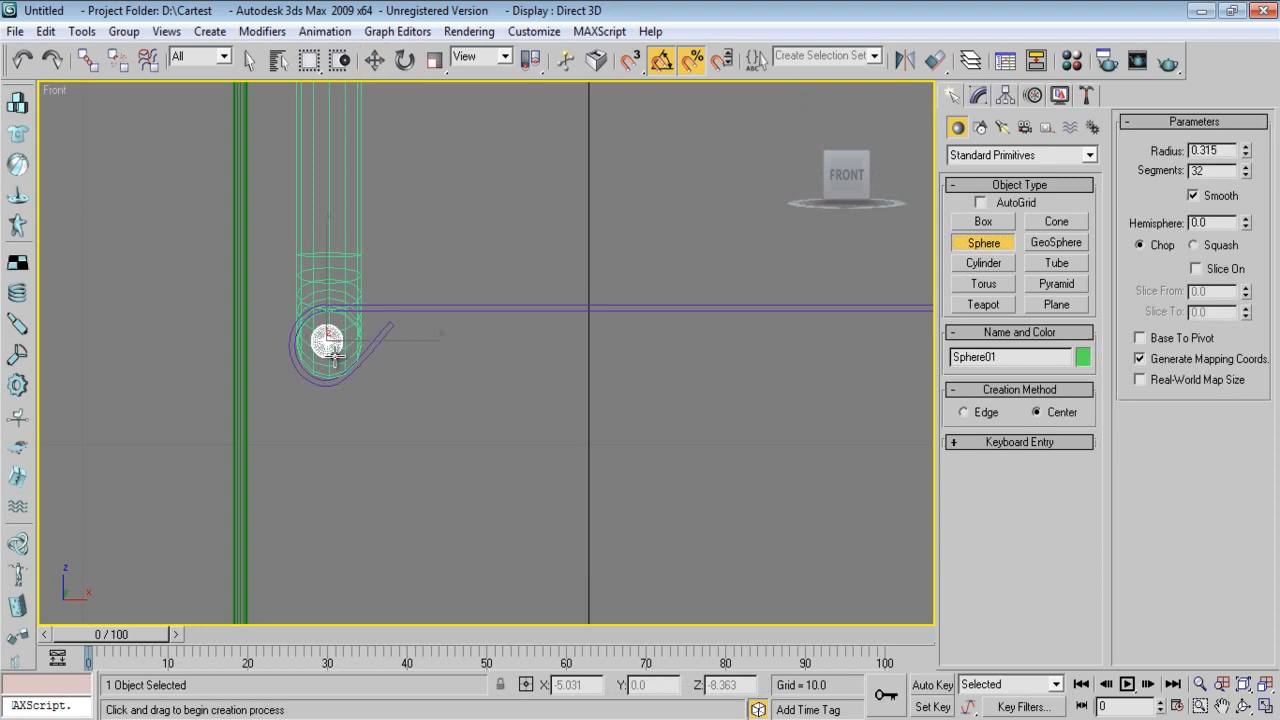 Untitled - Project Folder: D:\Cartest - Autodesk 3ds Max 2009 x64 - Unregistered Version - Display : Direct 3D
File Edit Tools Group Views Create Modifiers Animation Graph Editors Rendering Customize MAXScript Help
All View Create Selection Set
Front
FRONT
Standard Primitives
- Object Type
AutoGrid
Box Cone
Sphere GeoSphere
Cylinder Tube
Torus Pyramid
Teapot Plane
- Name and Color
Sphere01
- Creation Method
Edge Center
+ Keyboard Entry
- Parameters
Radius: 0.315
Segments: 32
Smooth
Hemisphere: 0.0
Chop Squash
Slice On
Slice From: 0.0
Slice To: 0.0
Base To Pivot
Generate Mapping Coords.
Real-World Map Size
z
x
0 / 100
0 10 20 30 40 50 60 70 80 90 100
1 Object Selected X: -5.031 Y: 0.0 Z: -8.363 Grid = 10.0 Auto Key Selected
AXScript. Click and drag to begin creation process Add Time Tag Set Key Key Filters... 0